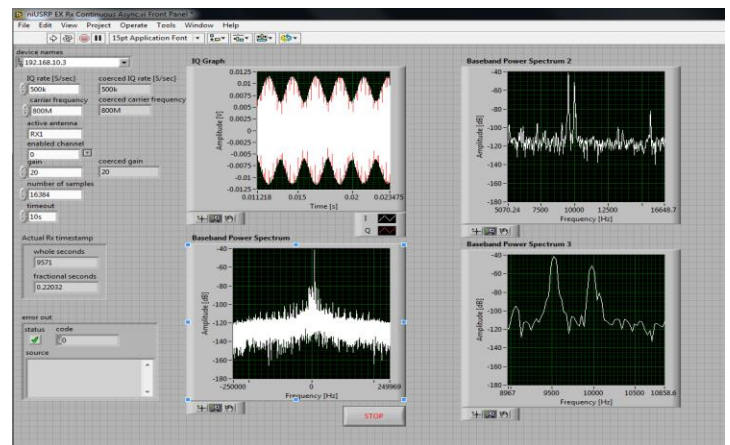 niUSRP EX Rx Continuous Async.vi Front Panel *
File Edit View Project Operate Tools Window Help
15pt Application Font
device names
192.168.10.3
IQ rate [S/sec] coerced IQ rate [S/sec]
500k 500k
carrier frequency coerced carrier frequency
800M 800M
active antenna
RX1
enabled channel
0
gain coerced gain
20 20
number of samples
16384
timeout
10s
Actual Rx timestamp
whole seconds
9571
fractional seconds
0.22032
error out
status code
0
source
IQ Graph
Amplitude [V]
0.0125
0.01
0.0075
0.005
0.0025
0
-0.0025
-0.005
-0.0075
-0.01
-0.0125
0.011218 0.015 0.02 0.023475
Time [s]
I
Q
Baseband Power Spectrum
Amplitude [dB]
-40
-60
-80
-100
-120
-140
-160
-180
-250000 0 249969
Frequency [Hz]
STOP
Baseband Power Spectrum 2
Amplitude [dB]
-40
-60
-80
-100
-120
-140
-160
-180
5070.24 7500 10000 12500 16648.7
Frequency [Hz]
Baseband Power Spectrum 3
Amplitude [dB]
-40
-60
-80
-100
-120
-140
-160
-180
8967 9500 10000 10500 10858.6
Frequency [Hz]